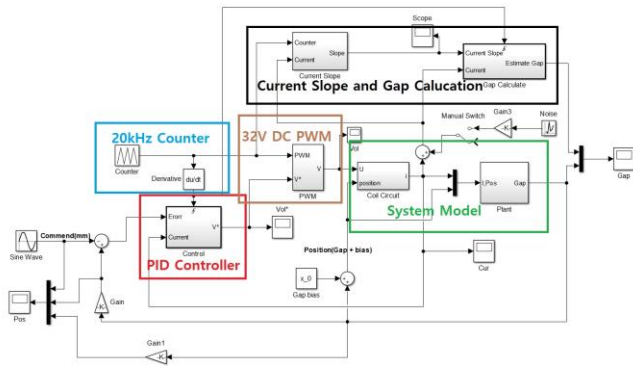 Scope
Counter
Current
Slope
Current Slope
Current Slope
Current
Estimate Gap
Gap Calculate
Current Slope and Gap Calucation
20kHz Counter
32V DC PWM
Manual Switch
Gain3
Noise
-K-
Vol
Gap
Counter
Derivative
du/dt
PWM
V*
V
PWM
U
position
i
Coil Circuit
I,Pos
Gap
Plant
System Model
Commend(mm)
Sine Wave
Erorr
Current
V*
Control
PID Controller
Vol*
Position(Gap + bias)
x_0
Gap bias
Cur
Pos
-K-
Gain
Gain1
-K-